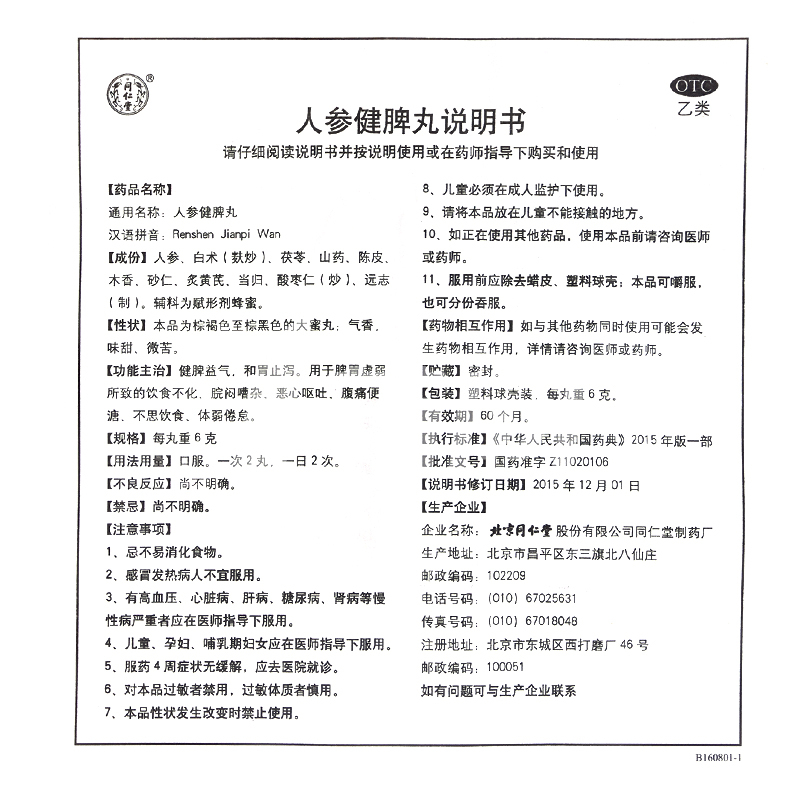 同仁堂
®
OTC
乙类
人参健脾丸说明书
请仔细阅读说明书并按说明使用或在药师指导下购买和使用
【药品名称】
通用名称：人参健脾丸
汉语拼音：Renshen Jianpi Wan
【成份】人参、白术（麸炒）、茯苓、山药、陈皮、
木香、砂仁、炙黄芪、当归、酸枣仁（炒）、远志
（制）。辅料为赋形剂蜂蜜。
【性状】本品为棕褐色至棕黑色的大蜜丸；气香，
味甜、微苦。
【功能主治】健脾益气，和胃止泻。用于脾胃虚弱
所致的饮食不化、脘闷嘈杂、恶心呕吐、腹痛便
溏、不思饮食、体弱倦怠。
【规格】每丸重6克
【用法用量】口服。一次2丸，一日2次。
【不良反应】尚不明确。
【禁忌】尚不明确。
【注意事项】
1、忌不易消化食物。
2、感冒发热病人不宜服用。
3、有高血压、心脏病、肝病、糖尿病、肾病等慢
性病严重者应在医师指导下服用。
4、儿童、孕妇、哺乳期妇女应在医师指导下服用。
5、服药4周症状无缓解，应去医院就诊。
6、对本品过敏者禁用，过敏体质者慎用。
7、本品性状发生改变时禁止使用。
8、儿童必须在成人监护下使用。
9、请将本品放在儿童不能接触的地方。
10、如正在使用其他药品，使用本品前请咨询医师
或药师。
11、服用前应除去蜡皮、塑料球壳；本品可嚼服，
也可分份吞服。
【药物相互作用】如与其他药物同时使用可能会发
生药物相互作用，详情请咨询医师或药师。
【贮藏】密封。
【包装】塑料球壳装，每丸重6克。
【有效期】60个月。
【执行标准】《中华人民共和国药典》2015年版一部
【批准文号】国药准字Z11020106
【说明书修订日期】2015年12月01日
【生产企业】
企业名称：北京同仁堂股份有限公司同仁堂制药厂
生产地址：北京市昌平区东三旗北八仙庄
邮政编码：102209
电话号码：(010) 67025631
传真号码：(010) 67018048
注册地址：北京市东城区西打磨厂46号
邮政编码：100051
如有问题可与生产企业联系
B160801-1